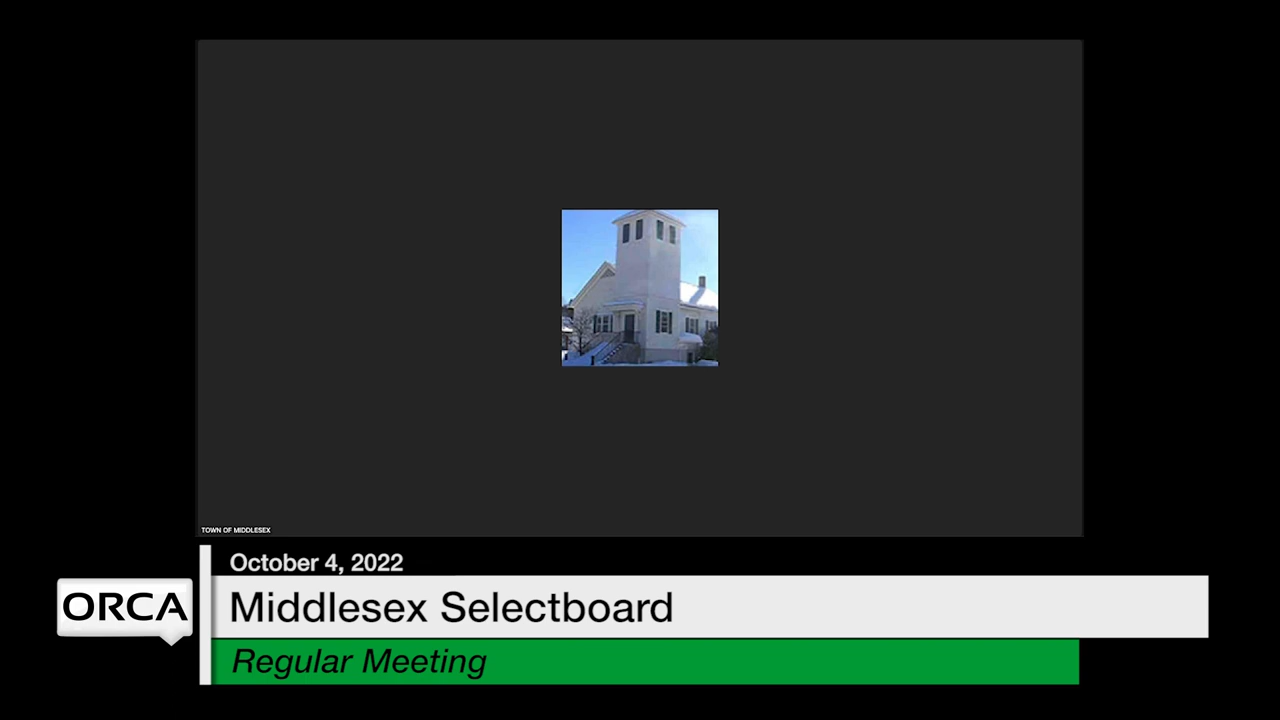 TOWN OF MIDDLESEX
October 4, 2022
ORCA
Middlesex Selectboard
Regular Meeting